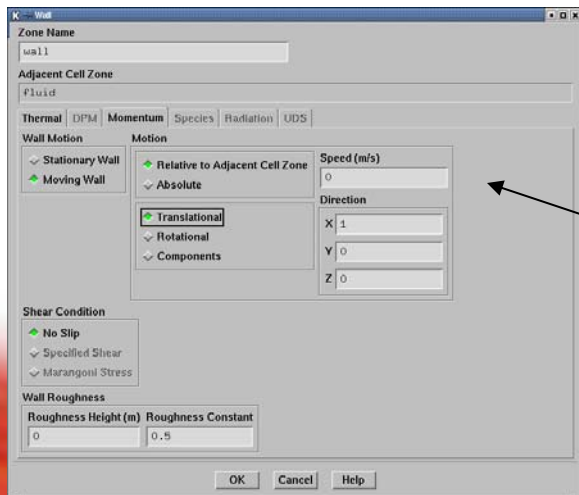 Wall
Zone Name
wall
Adjacent Cell Zone
fluid
Thermal DPM Momentum Species Radiation UDS
Wall Motion Motion
Stationary Wall
Moving Wall
Relative to Adjacent Cell Zone
Absolute
Speed (m/s)
0
Direction
X 1
Y 0
Z 0
Translational
Rotational
Components
Shear Condition
No Slip
Specified Shear
Marangoni Stress
Wall Roughness
Roughness Height (m) Roughness Constant
0 0.5
OK Cancel Help